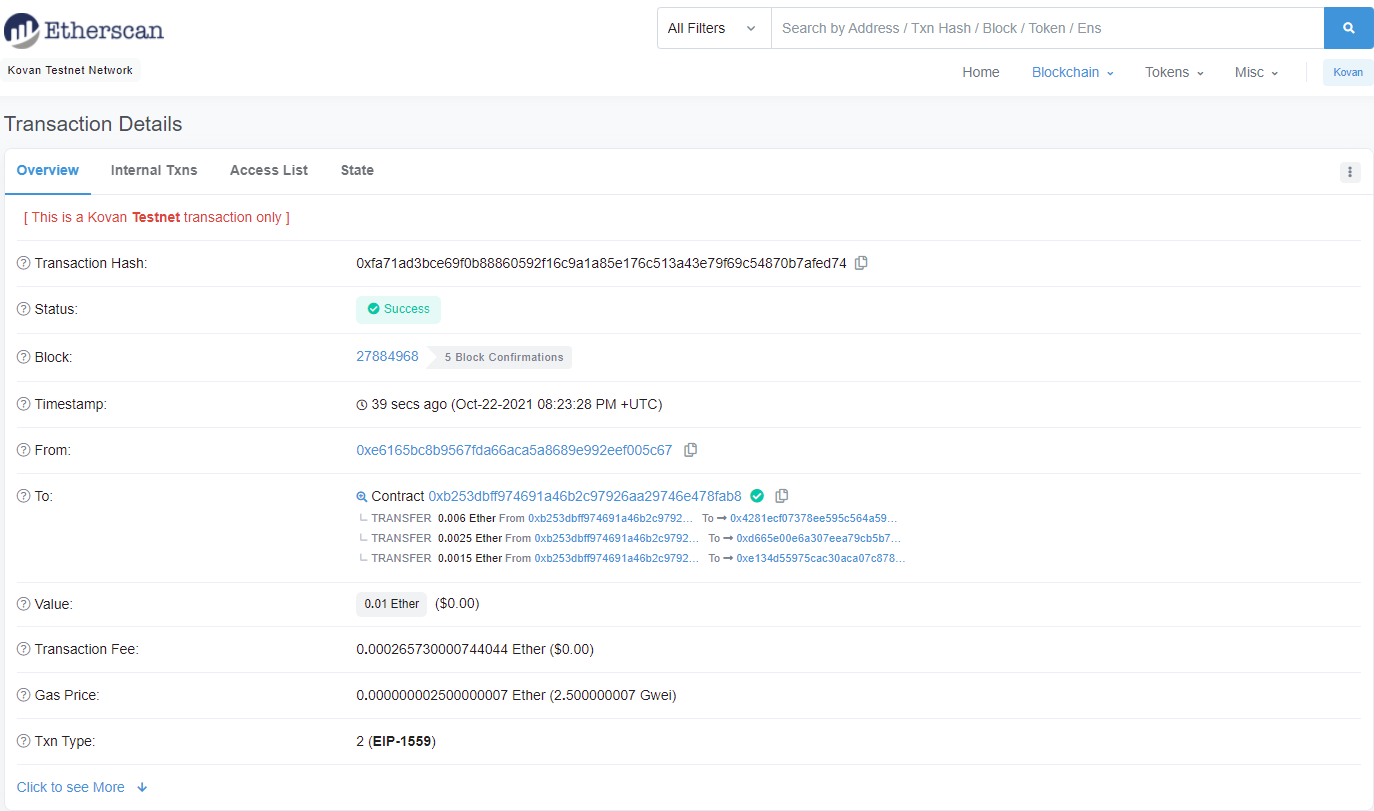 Etherscan
All Filters
Search by Address / Txn Hash / Block / Token / Ens
Kovan Testnet Network
Home Blockchain Tokens Misc Kovan
Transaction Details
Overview Internal Txns Access List State
[ This is a Kovan Testnet transaction only ]
Transaction Hash: 0xfa71ad3bce69f0b88860592f16c9a1a85e176c513a43e79f69c54870b7afed74
Status: Success
Block: 27884968 5 Block Confirmations
Timestamp: 39 secs ago (Oct-22-2021 08:23:28 PM +UTC)
From: 0xe6165bc8b9567fda66aca5a8689e992eef005c67
To: Contract 0xb253dbff974691a46b2c97926aa29746e478fab8
TRANSFER 0.006 Ether From 0xb253dbff974691a46b2c9792... To → 0x4281ecf07378ee595c564a59...
TRANSFER 0.0025 Ether From 0xb253dbff974691a46b2c9792... To → 0xd665e00e6a307eea79cb5b7...
TRANSFER 0.0015 Ether From 0xb253dbff974691a46b2c9792... To → 0xe134d55975cac30aca07c878...
Value: 0.01 Ether ($0.00)
Transaction Fee: 0.000265730000744044 Ether ($0.00)
Gas Price: 0.000000002500000007 Ether (2.500000007 Gwei)
Txn Type: 2 (EIP-1559)
Click to see More